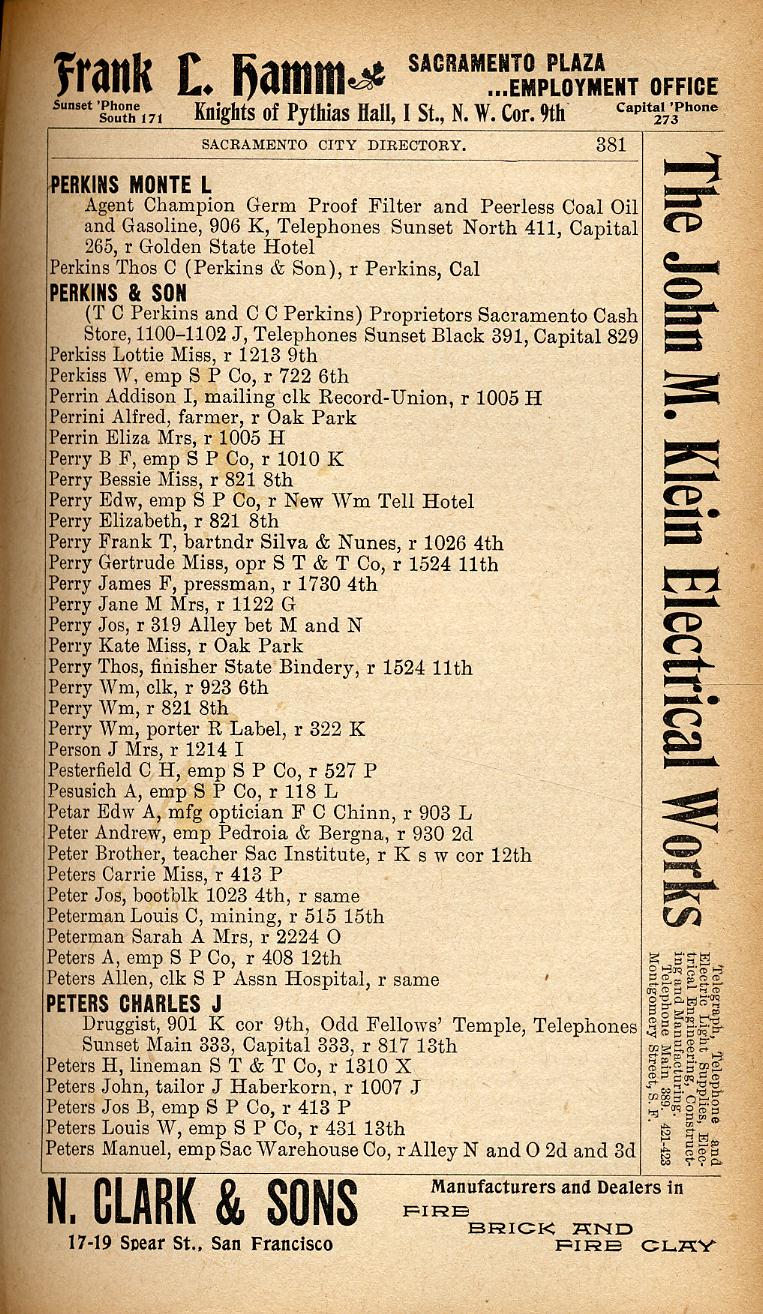 Frank L. Hamm
SACRAMENTO PLAZA
...EMPLOYMENT OFFICE
Sunset 'Phone
South 171
Knights of Pythias Hall, I St., N. W. Cor. 9th
Capital 'Phone
273
SACRAMENTO CITY DIRECTORY. 381
PERKINS MONTE L
Agent Champion Germ Proof Filter and Peerless Coal Oil
and Gasoline, 906 K, Telephones Sunset North 411, Capital
265, r Golden State Hotel
Perkins Thos C (Perkins & Son), r Perkins, Cal
PERKINS & SON
(T C Perkins and C C Perkins) Proprietors Sacramento Cash
Store, 1100-1102 J, Telephones Sunset Black 391, Capital 829
Perkiss Lottie Miss, r 1213 9th
Perkiss W, emp S P Co, r 722 6th
Perrin Addison I, mailing clk Record-Union, r 1005 H
Perrini Alfred, farmer, r Oak Park
Perrin Eliza Mrs, r 1005 H
Perry B F, emp S P Co, r 1010 K
Perry Bessie Miss, r 821 8th
Perry Edw, emp S P Co, r New Wm Tell Hotel
Perry Elizabeth, r 821 8th
Perry Frank T, bartndr Silva & Nunes, r 1026 4th
Perry Gertrude Miss, opr S T & T Co, r 1524 11th
Perry James F, pressman, r 1730 4th
Perry Jane M Mrs, r 1122 G
Perry Jos, r 319 Alley bet M and N
Perry Kate Miss, r Oak Park
Perry Thos, finisher State Bindery, r 1524 11th
Perry Wm, clk, r 923 6th
Perry Wm, r 821 8th
Perry Wm, porter R Label, r 322 K
Person J Mrs, r 1214 I
Pesterfield C H, emp S P Co, r 527 P
Pesusich A, emp S P Co, r 118 L
Petar Edw A, mfg optician F C Chinn, r 903 L
Peter Andrew, emp Pedroia & Bergna, r 930 2d
Peter Brother, teacher Sac Institute, r K s w cor 12th
Peters Carrie Miss, r 413 P
Peter Jos, bootblk 1023 4th, r same
Peterman Louis C, mining, r 515 15th
Peterman Sarah A Mrs, r 2224 O
Peters A, emp S P Co, r 408 12th
Peters Allen, clk S P Assn Hospital, r same
PETERS CHARLES J
Druggist, 901 K cor 9th, Odd Fellows' Temple, Telephones
Sunset Main 333, Capital 333, r 817 13th
Peters H, lineman S T & T Co, r 1310 X
Peters John, tailor J Haberkorn, r 1007 J
Peters Jos B, emp S P Co, r 413 P
Peters Louis W, emp S P Co, r 431 13th
Peters Manuel, emp Sac Warehouse Co, r Alley N and O 2d and 3d
The John M. Klein Electrical Works
Telegraph, Telephone and
Electric Light Supplies, Elec-
trical Engineering, Construct-
ing and Manufacturing.
Telephone Main 389. 421-423
Montgomery Street, S. F.
N. CLARK & SONS
17-19 Spear St., San Francisco
Manufacturers and Dealers in
FIRE
BRICK AND
FIRE CLAY